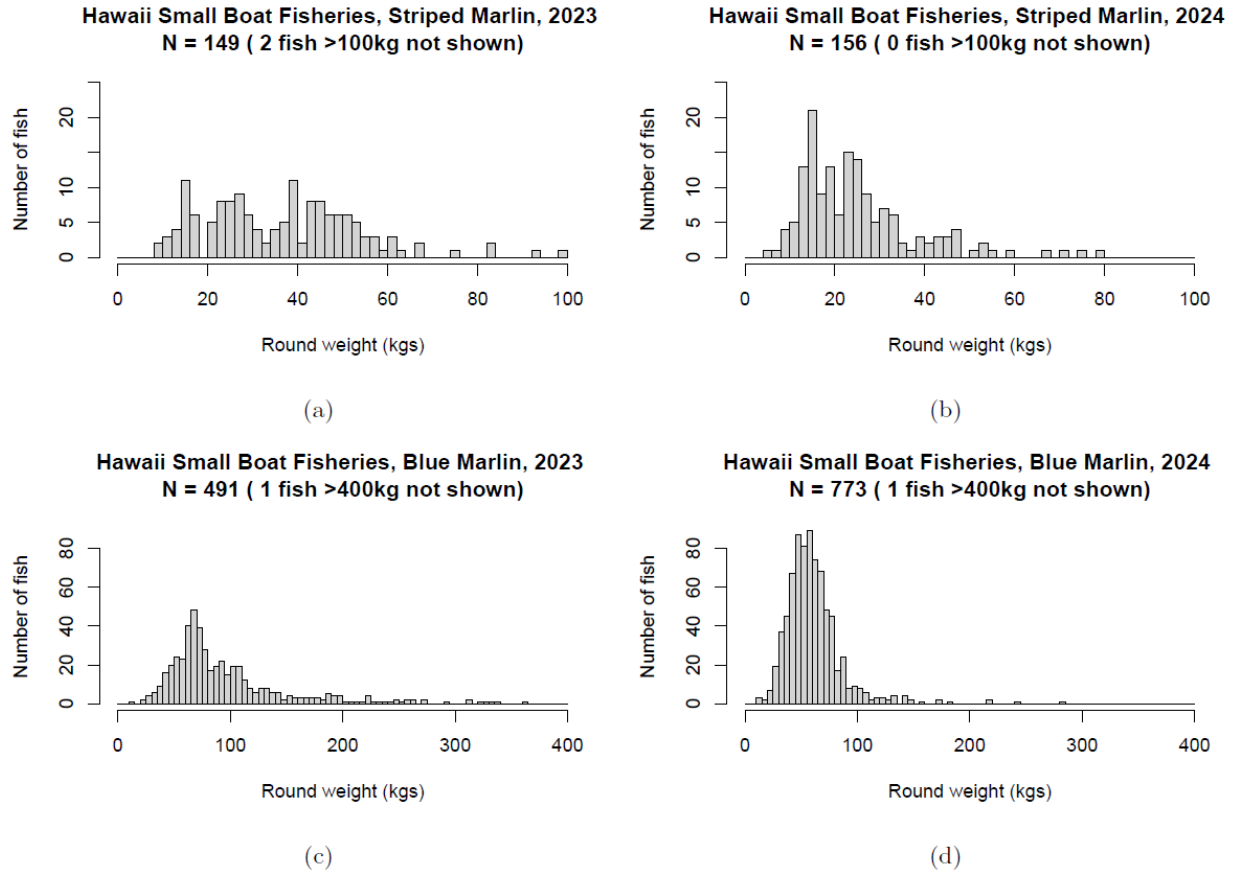 Hawaii Small Boat Fisheries, Striped Marlin, 2023
N = 149 ( 2 fish >100kg not shown)
Number of fish
20
10
5
0
0 20 40 60 80 100
Round weight (kgs)
(a)
Hawaii Small Boat Fisheries, Striped Marlin, 2024
N = 156 ( 0 fish >100kg not shown)
Number of fish
20
10
5
0
0 20 40 60 80 100
Round weight (kgs)
(b)
Hawaii Small Boat Fisheries, Blue Marlin, 2023
N = 491 ( 1 fish >400kg not shown)
Number of fish
80
60
40
20
0
0 100 200 300 400
Round weight (kgs)
(c)
Hawaii Small Boat Fisheries, Blue Marlin, 2024
N = 773 ( 1 fish >400kg not shown)
Number of fish
80
60
40
20
0
0 100 200 300 400
Round weight (kgs)
(d)